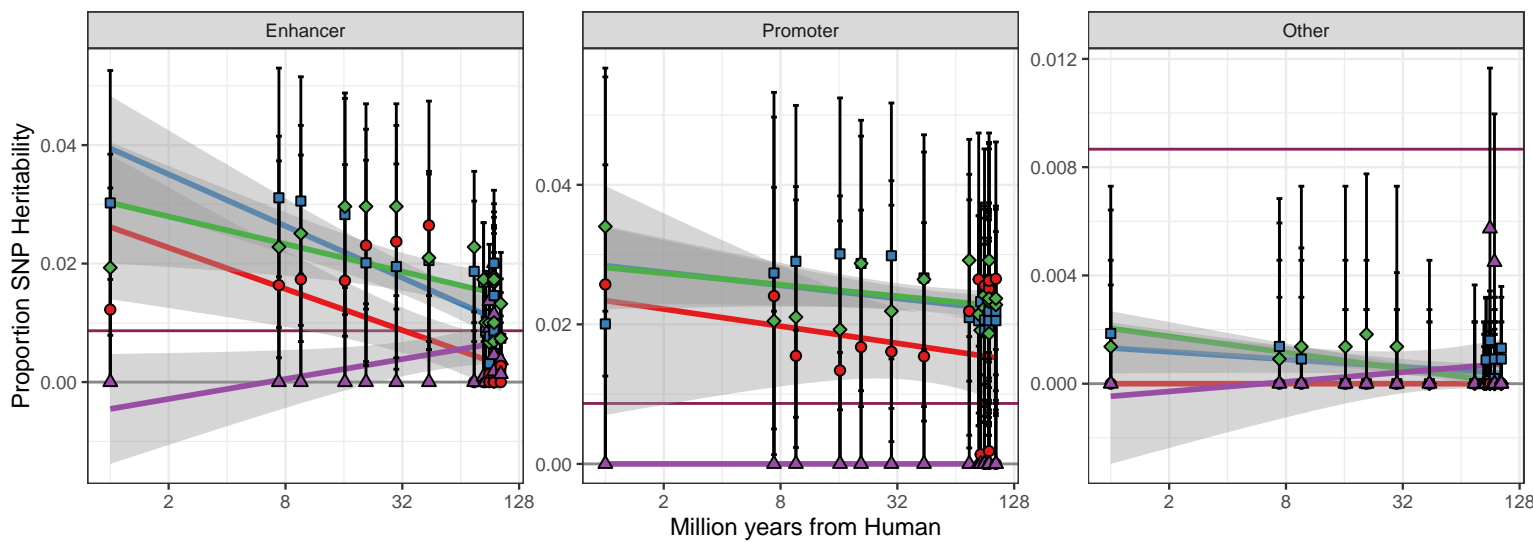 Enhancer
Promoter
Other
Proportion SNP Heritability
0.04
0.02
0.00
0.04
0.02
0.00
0.012
0.008
0.004
0.000
2 8 32 128
2 8 32 128
2 8 32 128
Million years from Human